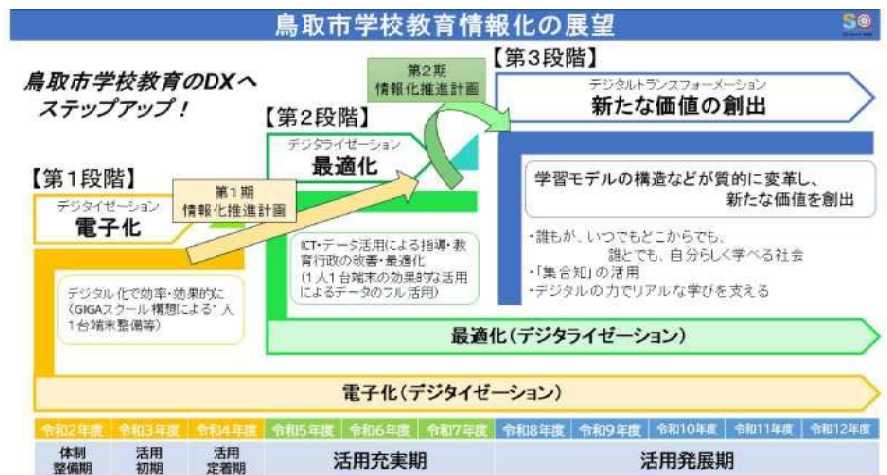 鳥取市学校教育情報化の展望
鳥取市学校教育のDXへ
ステップアップ！
【第1段階】
デジタイゼーション
電子化
第1期
情報化推進計画
デジタル化で効率・効果的に
(GIGAスクール構想による1人
1台端末整備等)
【第2段階】
デジタライゼーション
最適化
第2期
情報化推進計画
ICT・データ活用による指導・教
育行政の改善・最適化
(1人1台端末の効果的な活用
によるデータのフル活用)
【第3段階】
デジタルトランスフォーメーション
新たな価値の創出
学習モデルの構造などが質的に変革し、
新たな価値を創出
・誰もが、いつでもどこからでも、
誰とでも、自分らしく学べる社会
・「集合知」の活用
・デジタルの力でリアルな学びを支える
最適化(デジタライゼーション)
電子化(デジタイゼーション)
令和2年度 令和3年度 令和4年度 令和5年度 令和6年度 令和7年度 令和8年度 令和9年度 令和10年度 令和11年度 令和12年度
体制 活用 活用
整備期 初期 定着期 活用充実期 活用発展期